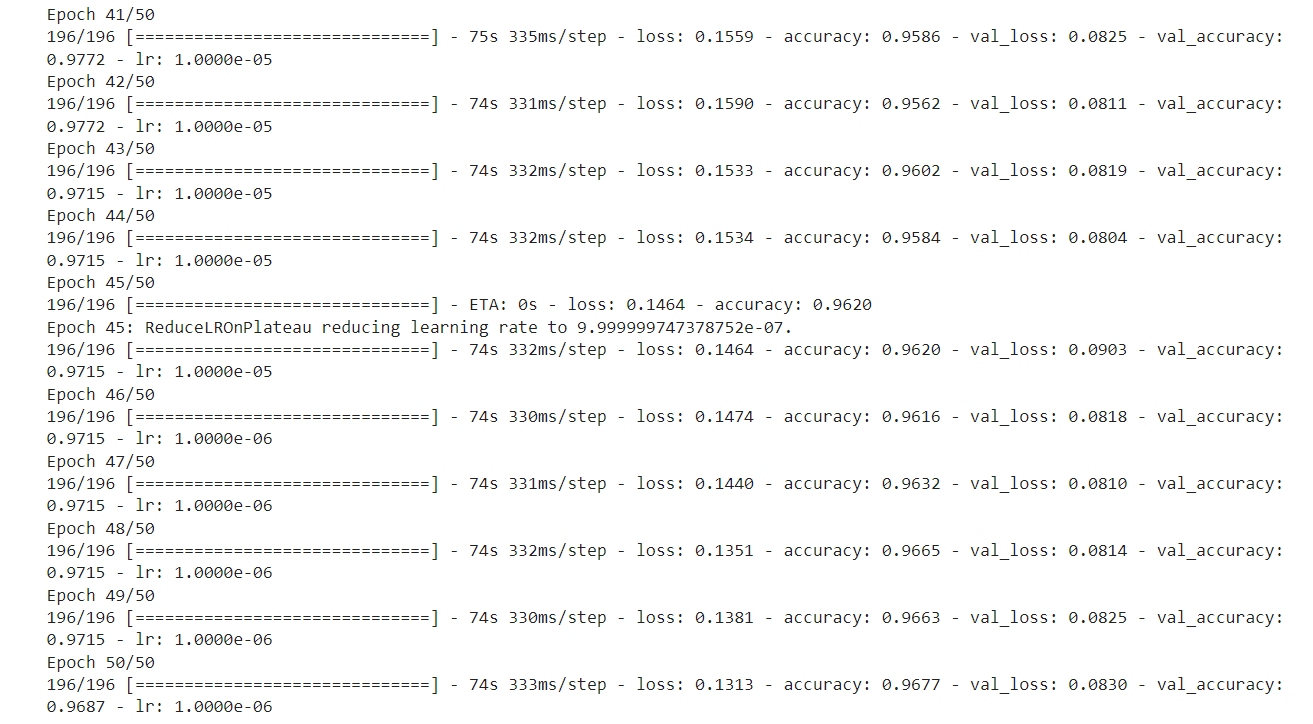 Epoch 41/50
196/196 [==============================] - 75s 335ms/step - loss: 0.1559 - accuracy: 0.9586 - val_loss: 0.0825 - val_accuracy:
0.9772 - lr: 1.0000e-05
Epoch 42/50
196/196 [==============================] - 74s 331ms/step - loss: 0.1590 - accuracy: 0.9562 - val_loss: 0.0811 - val_accuracy:
0.9772 - lr: 1.0000e-05
Epoch 43/50
196/196 [==============================] - 74s 332ms/step - loss: 0.1533 - accuracy: 0.9602 - val_loss: 0.0819 - val_accuracy:
0.9715 - lr: 1.0000e-05
Epoch 44/50
196/196 [==============================] - 74s 332ms/step - loss: 0.1534 - accuracy: 0.9584 - val_loss: 0.0804 - val_accuracy:
0.9715 - lr: 1.0000e-05
Epoch 45/50
196/196 [==============================] - ETA: 0s - loss: 0.1464 - accuracy: 0.9620
Epoch 45: ReduceLROnPlateau reducing learning rate to 9.999999747378752e-07.
196/196 [==============================] - 74s 332ms/step - loss: 0.1464 - accuracy: 0.9620 - val_loss: 0.0903 - val_accuracy:
0.9715 - lr: 1.0000e-05
Epoch 46/50
196/196 [==============================] - 74s 330ms/step - loss: 0.1474 - accuracy: 0.9616 - val_loss: 0.0818 - val_accuracy:
0.9715 - lr: 1.0000e-06
Epoch 47/50
196/196 [==============================] - 74s 331ms/step - loss: 0.1440 - accuracy: 0.9632 - val_loss: 0.0810 - val_accuracy:
0.9715 - lr: 1.0000e-06
Epoch 48/50
196/196 [==============================] - 74s 332ms/step - loss: 0.1351 - accuracy: 0.9665 - val_loss: 0.0814 - val_accuracy:
0.9715 - lr: 1.0000e-06
Epoch 49/50
196/196 [==============================] - 74s 330ms/step - loss: 0.1381 - accuracy: 0.9663 - val_loss: 0.0825 - val_accuracy:
0.9715 - lr: 1.0000e-06
Epoch 50/50
196/196 [==============================] - 74s 333ms/step - loss: 0.1313 - accuracy: 0.9677 - val_loss: 0.0830 - val_accuracy:
0.9687 - lr: 1.0000e-06